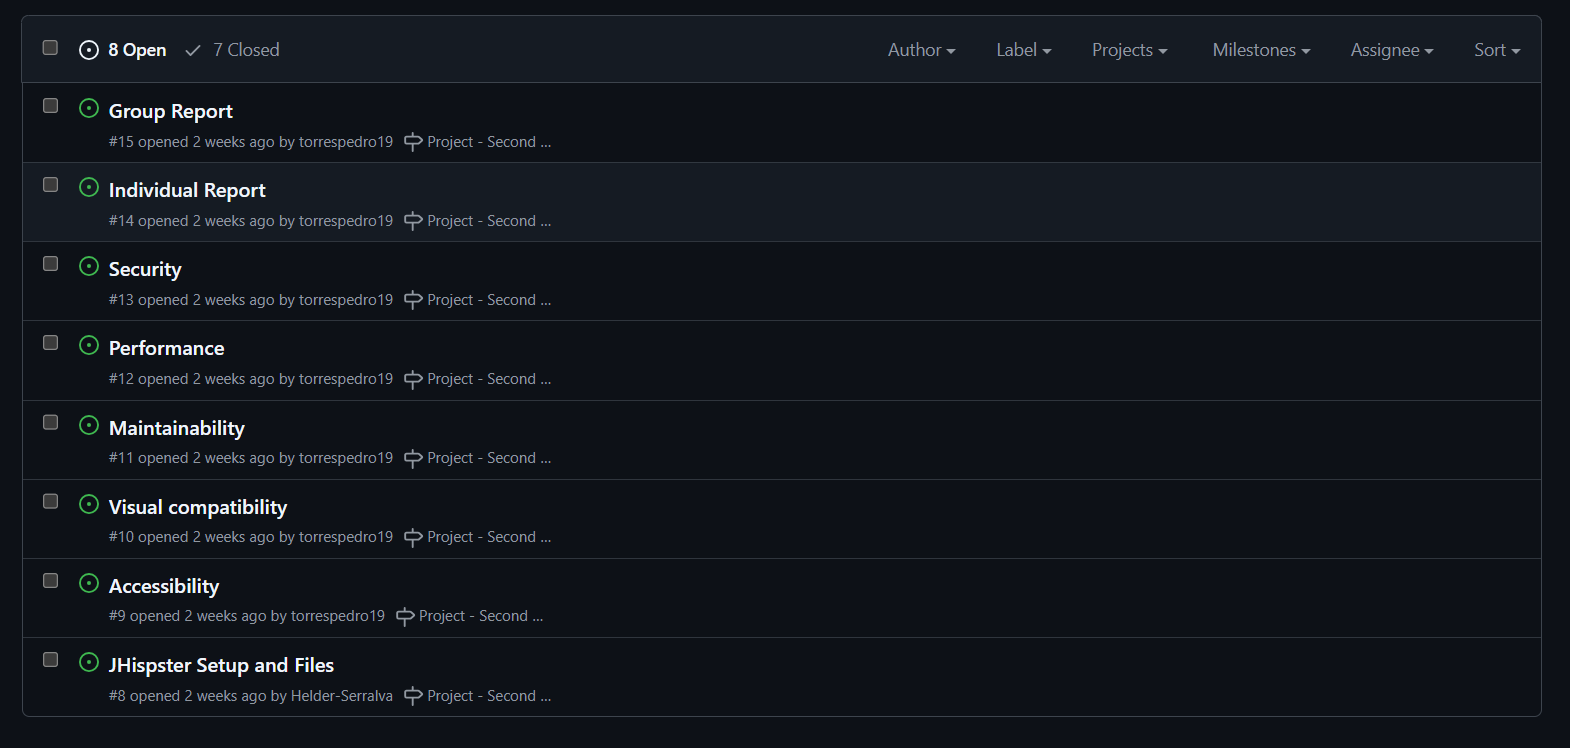 8 Open 7 Closed Author Label Projects Milestones Assignee Sort
Group Report
#15 opened 2 weeks ago by torrespedro19 Project - Second ...
Individual Report
#14 opened 2 weeks ago by torrespedro19 Project - Second ...
Security
#13 opened 2 weeks ago by torrespedro19 Project - Second ...
Performance
#12 opened 2 weeks ago by torrespedro19 Project - Second ...
Maintainability
#11 opened 2 weeks ago by torrespedro19 Project - Second ...
Visual compatibility
#10 opened 2 weeks ago by torrespedro19 Project - Second ...
Accessibility
#9 opened 2 weeks ago by torrespedro19 Project - Second ...
JHispster Setup and Files
#8 opened 2 weeks ago by Helder-Serralva Project - Second ...